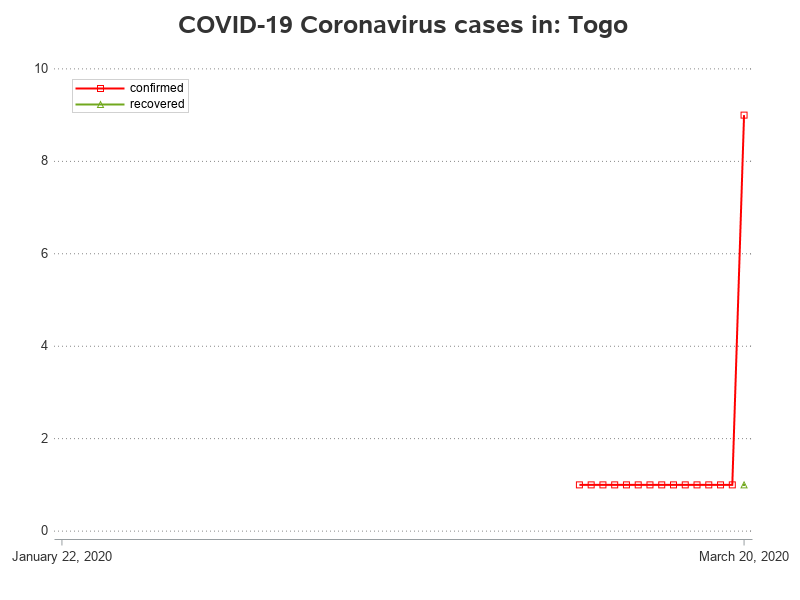 COVID-19 Coronavirus cases in: Togo
10
confirmed
recovered
8
6
4
2
0
January 22, 2020
March 20, 2020